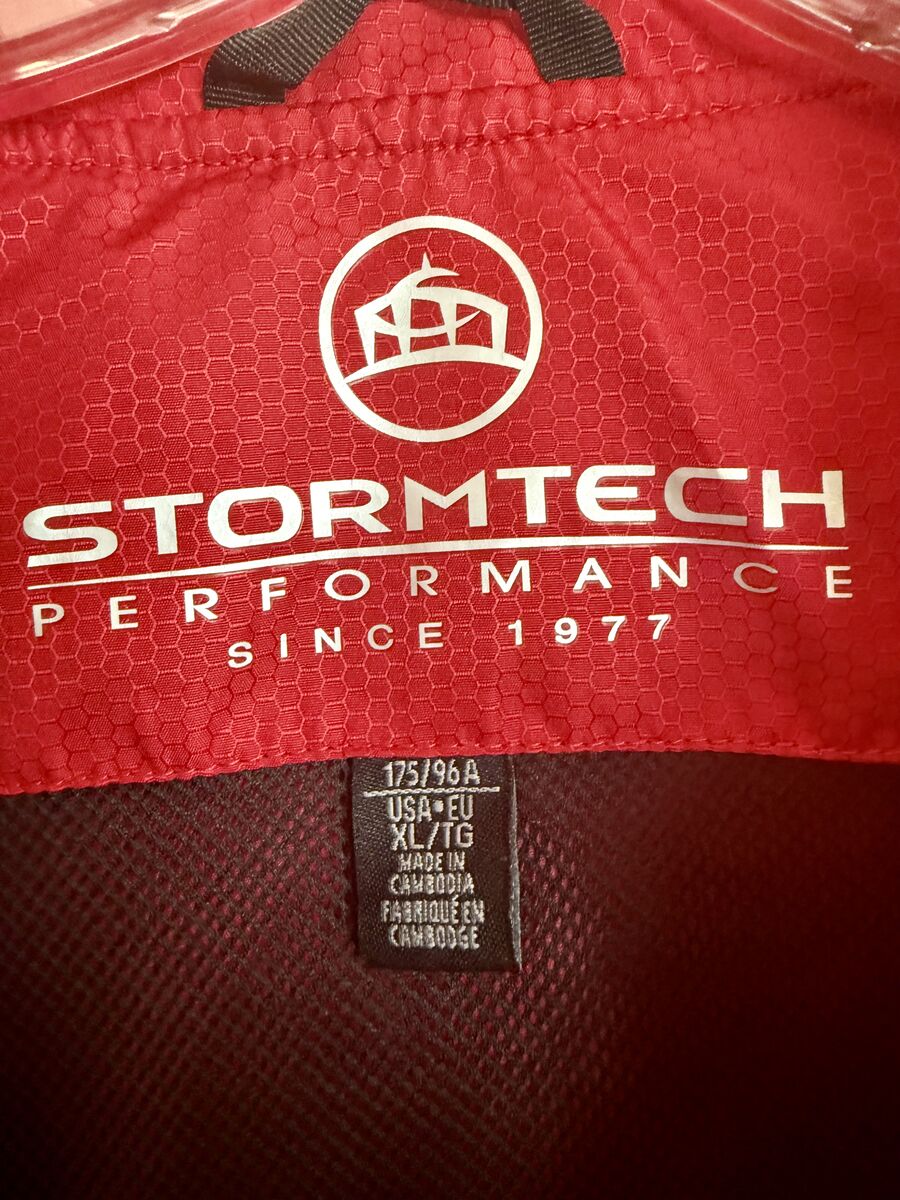 STORMTECH
PERFORMANCE
SINCE 1977
175/96A
USA•EU
XL/TG
MADE IN
CAMBODIA
FABRIQUÉ EN
CAMBODGE